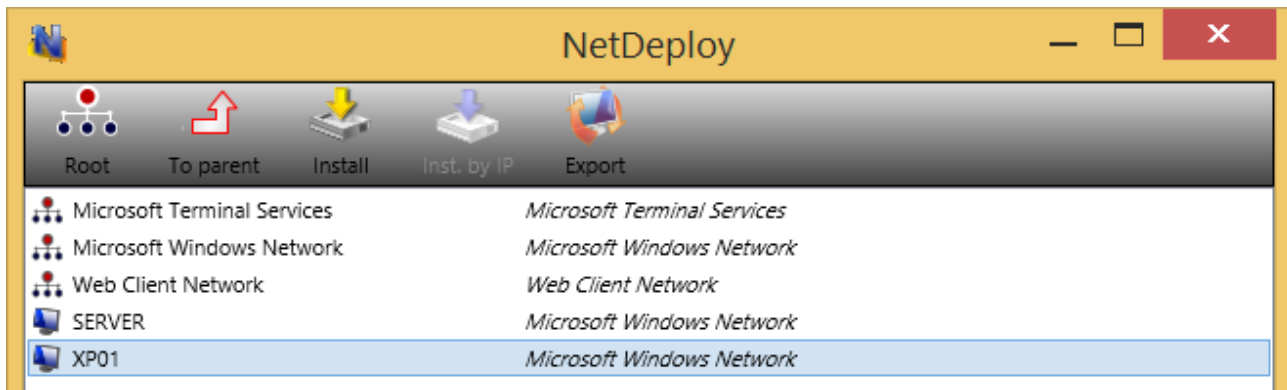 NetDeploy
Root To parent Install Inst. by IP Export
Microsoft Terminal Services Microsoft Terminal Services
Microsoft Windows Network Microsoft Windows Network
Web Client Network Web Client Network
SERVER Microsoft Windows Network
XP01 Microsoft Windows Network